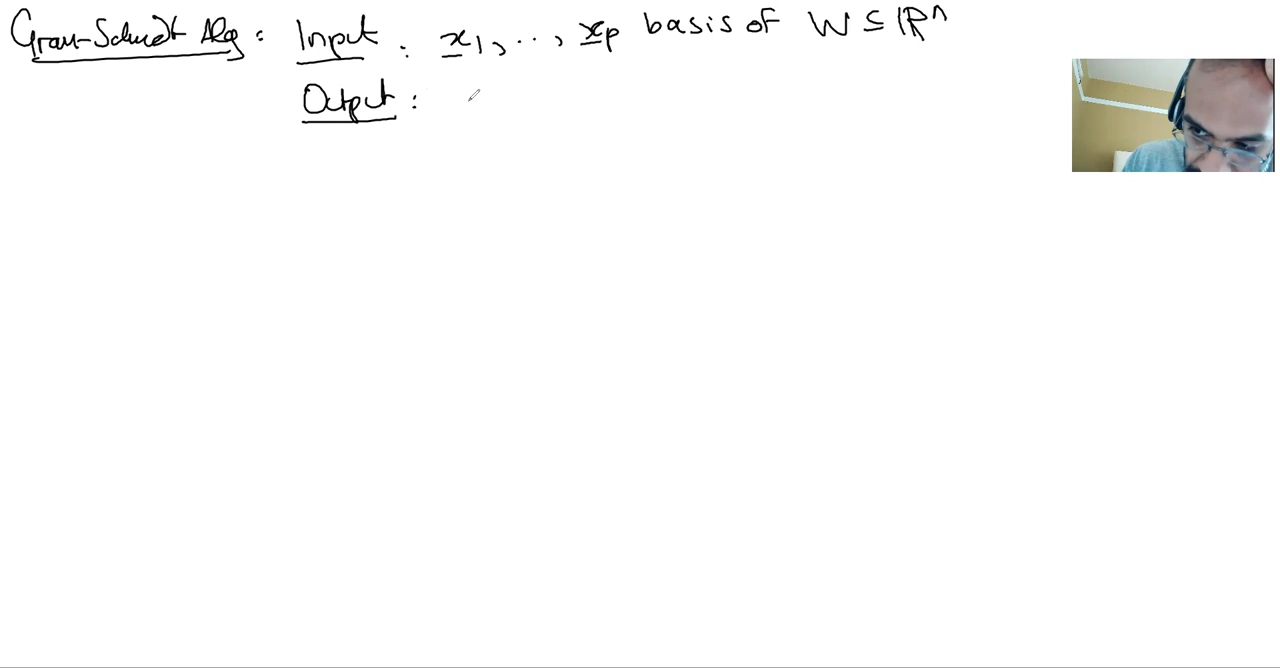 Gram-Schmidt Alg : Input : x1, ..., xp basis of W ⊆ ℝn
Output :